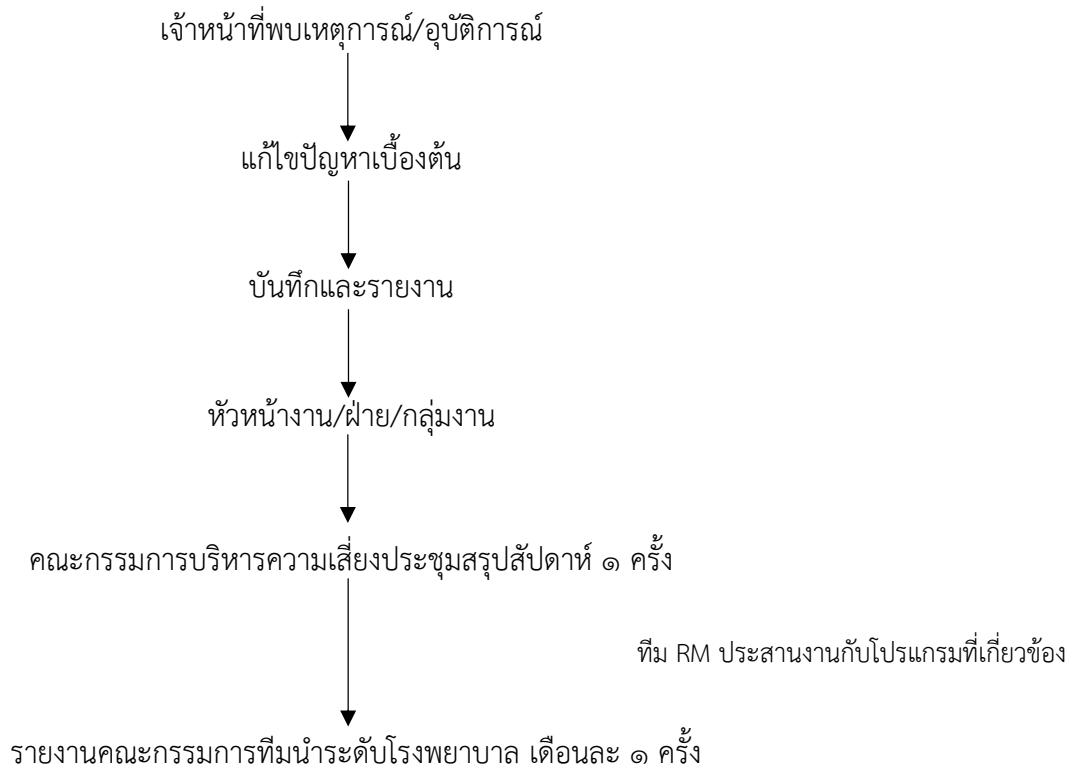 เจ้าหน้าที่พบเหตุการณ์/อุบัติการณ์
แก้ไขปัญหาเบื้องต้น
บันทึกและรายงาน
หัวหน้างาน/ฝ่าย/กลุ่มงาน
คณะกรรมการบริหารความเสี่ยงประชุมสรุปสัปดาห์ ๑ ครั้ง
ทีม RM ประสานงานกับโปรแกรมที่เกี่ยวข้อง
รายงานคณะกรรมการทีมนำระดับโรงพยาบาล เดือนละ ๑ ครั้ง